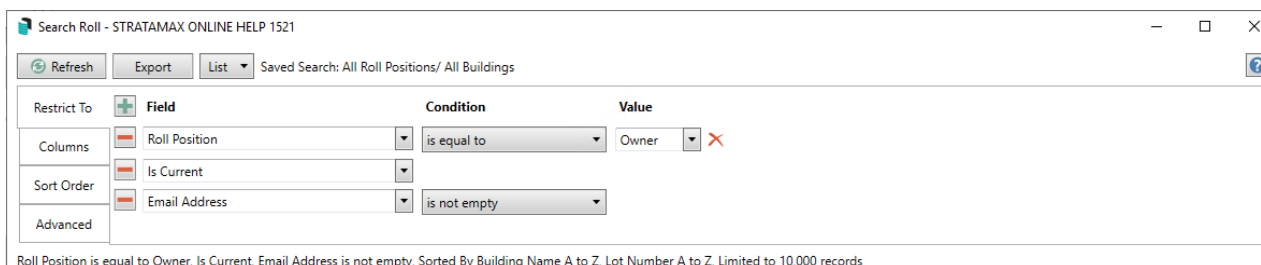 Search Roll - STRATAMAX ONLINE HELP 1521
Refresh Export List Saved Search: All Roll Positions/ All Buildings
Restrict To Field Condition Value
Columns Roll Position is equal to Owner
Sort Order Is Current
Email Address is not empty
Advanced
Roll Position is equal to Owner, Is Current, Email Address is not empty, Sorted By Building Name A to Z, Lot Number A to Z, Limited to 10,000 records